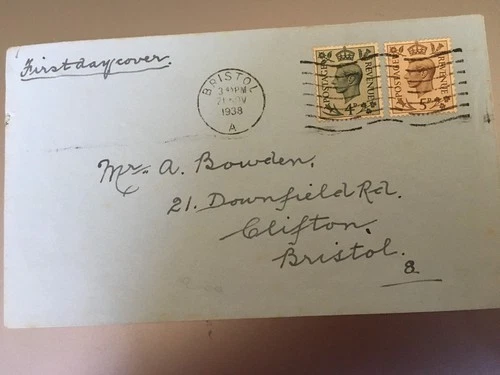 First day cover.
BRISTOL
3 PM
21 NOV
1938
A
POSTAGE REVENUE
4D
POSTAGE REVENUE
5D
Mr. A. Bowden,
21. Downfield Rd.
Clifton,
Bristol.
8